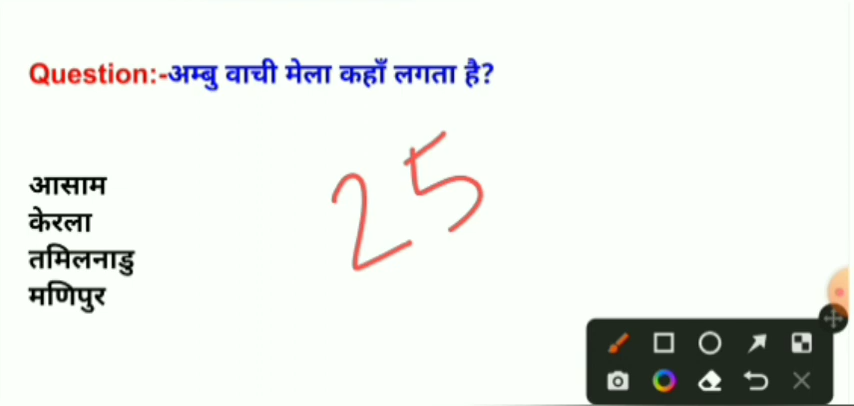 Question:-अम्बु वाची मेला कहाँ लगता है?
25
आसाम
केरला
तमिलनाडु
मणिपुर